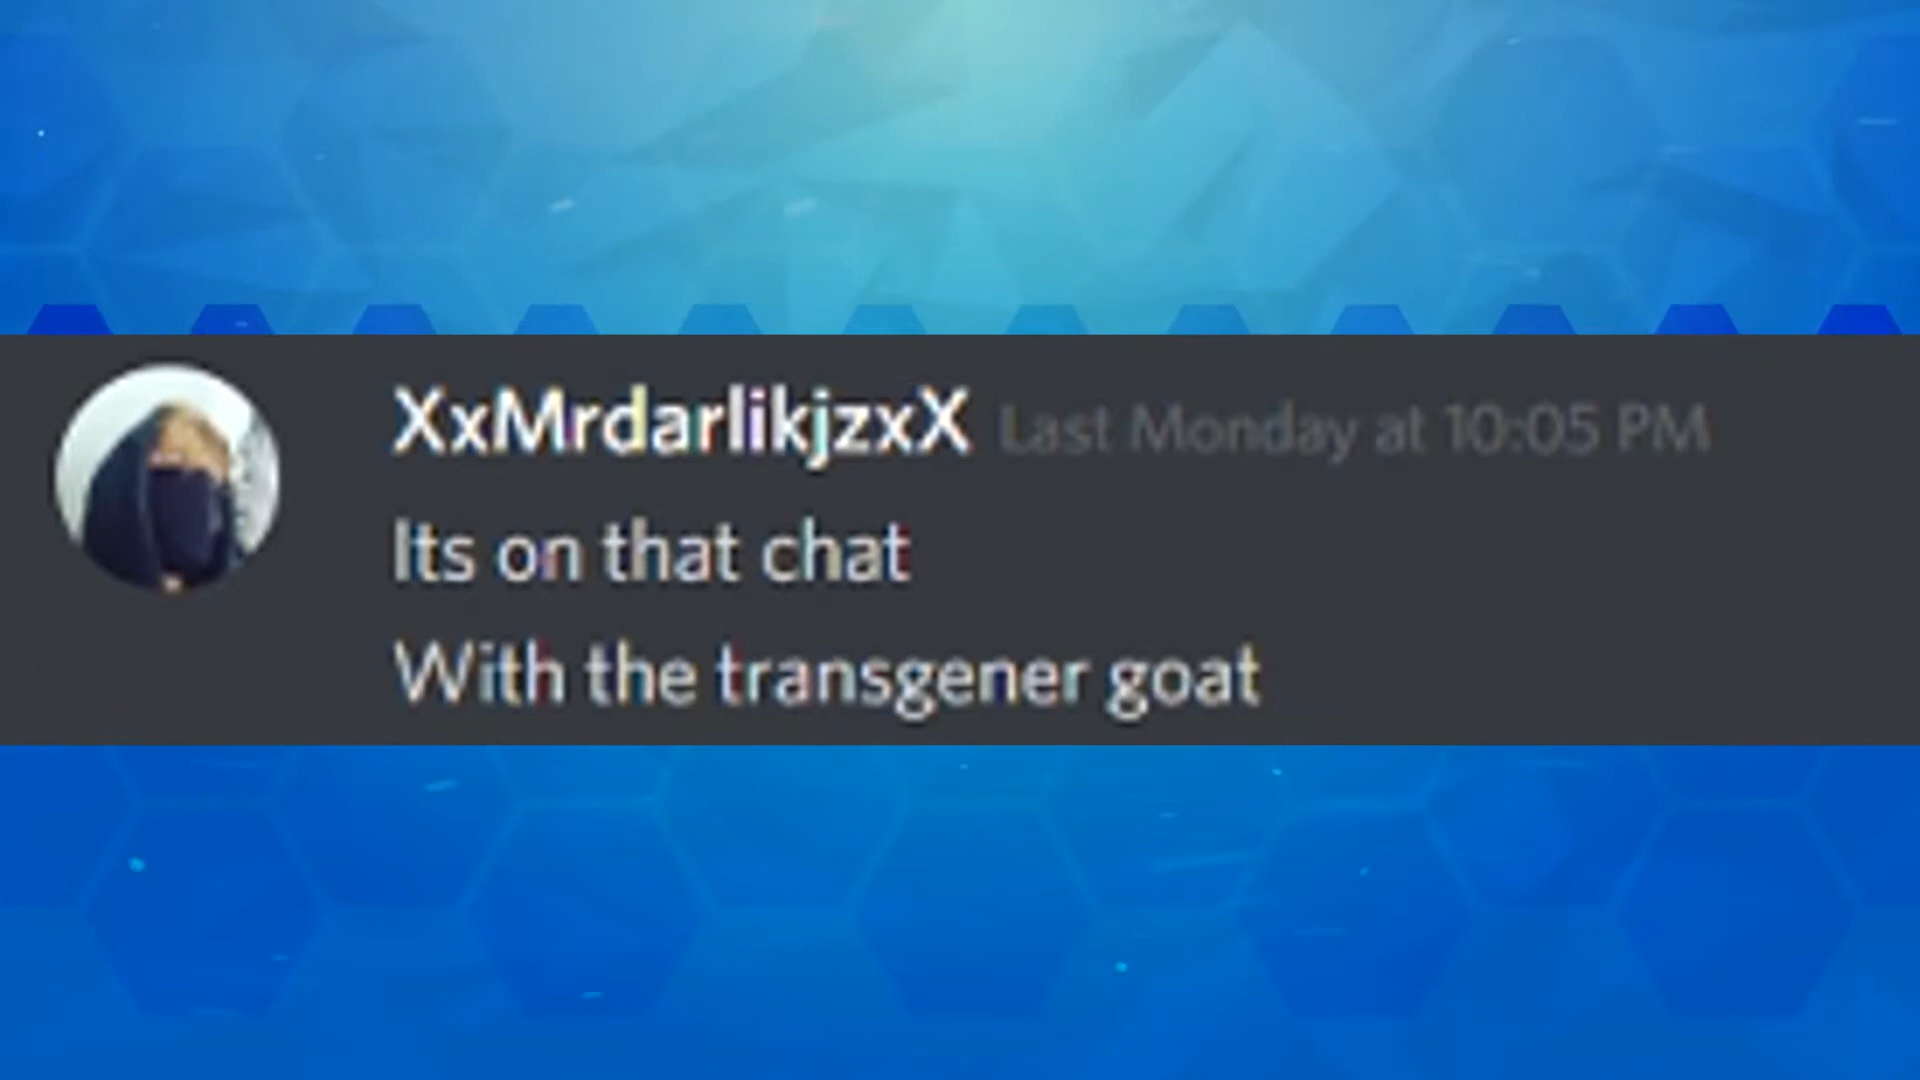 XxMrdarlikjzxX Last Monday at 10:05 PM
Its on that chat
With the transgener goat